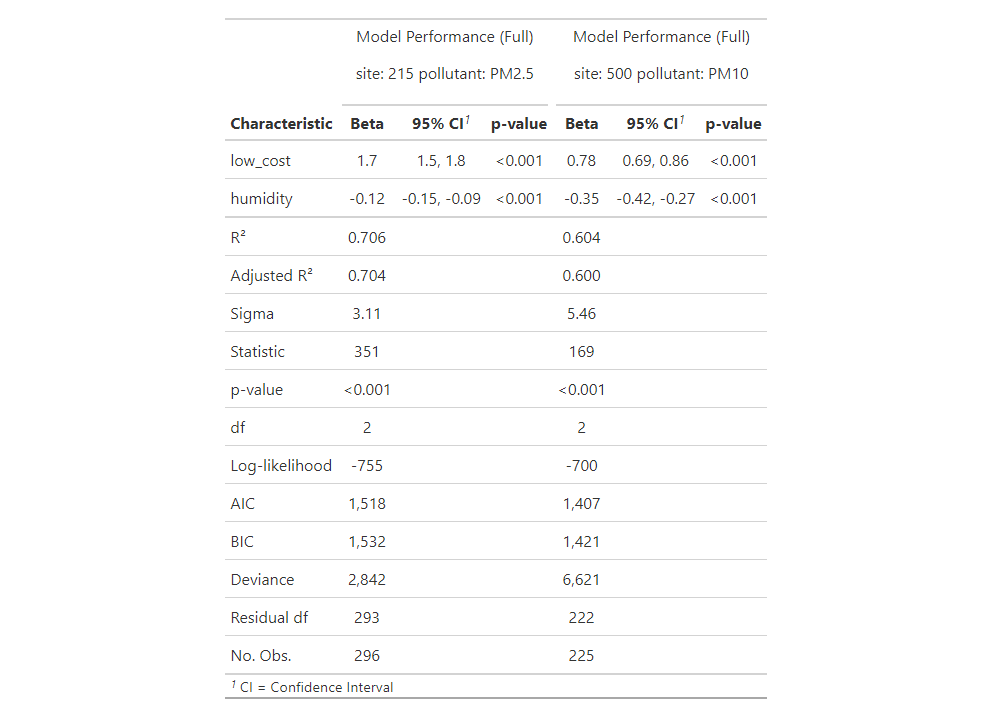 Model Performance (Full) Model Performance (Full)
site: 215 pollutant: PM2.5 site: 500 pollutant: PM10
Characteristic Beta 95% CI¹ p-value Beta 95% CI¹ p-value
low_cost 1.7 1.5, 1.8 <0.001 0.78 0.69, 0.86 <0.001
humidity -0.12 -0.15, -0.09 <0.001 -0.35 -0.42, -0.27 <0.001
R² 0.706 0.604
Adjusted R² 0.704 0.600
Sigma 3.11 5.46
Statistic 351 169
p-value <0.001 <0.001
df 2 2
Log-likelihood -755 -700
AIC 1,518 1,407
BIC 1,532 1,421
Deviance 2,842 6,621
Residual df 293 222
No. Obs. 296 225
¹ CI = Confidence Interval